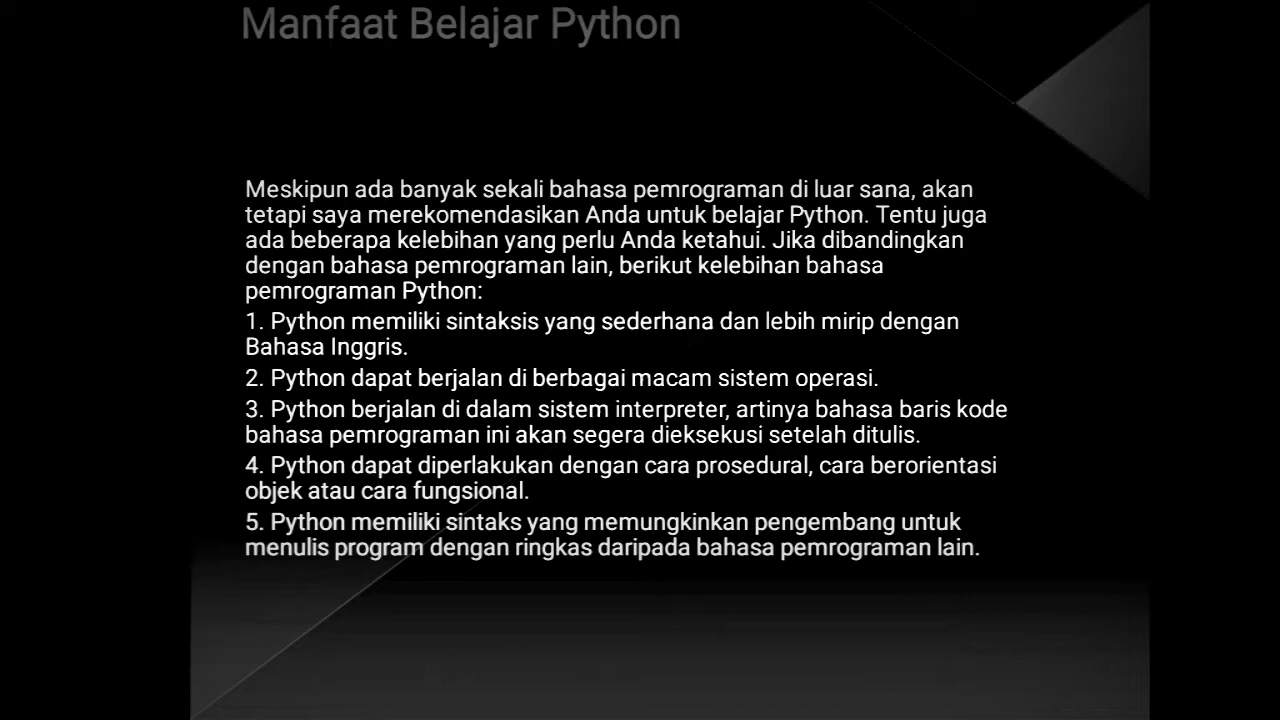 Manfaat Belajar Python
Meskipun ada banyak sekali bahasa pemrograman di luar sana, akan
tetapi saya merekomendasikan Anda untuk belajar Python. Tentu juga
ada beberapa kelebihan yang perlu Anda ketahui. Jika dibandingkan
dengan bahasa pemrograman lain, berikut kelebihan bahasa
pemrograman Python:
1. Python memiliki sintaksis yang sederhana dan lebih mirip dengan
Bahasa Inggris.
2. Python dapat berjalan di berbagai macam sistem operasi.
3. Python berjalan di dalam sistem interpreter, artinya bahasa baris kode
bahasa pemrograman ini akan segera dieksekusi setelah ditulis.
4. Python dapat diperlakukan dengan cara prosedural, cara berorientasi
objek atau cara fungsional.
5. Python memiliki sintaks yang memungkinkan pengembang untuk
menulis program dengan ringkas daripada bahasa pemrograman lain.